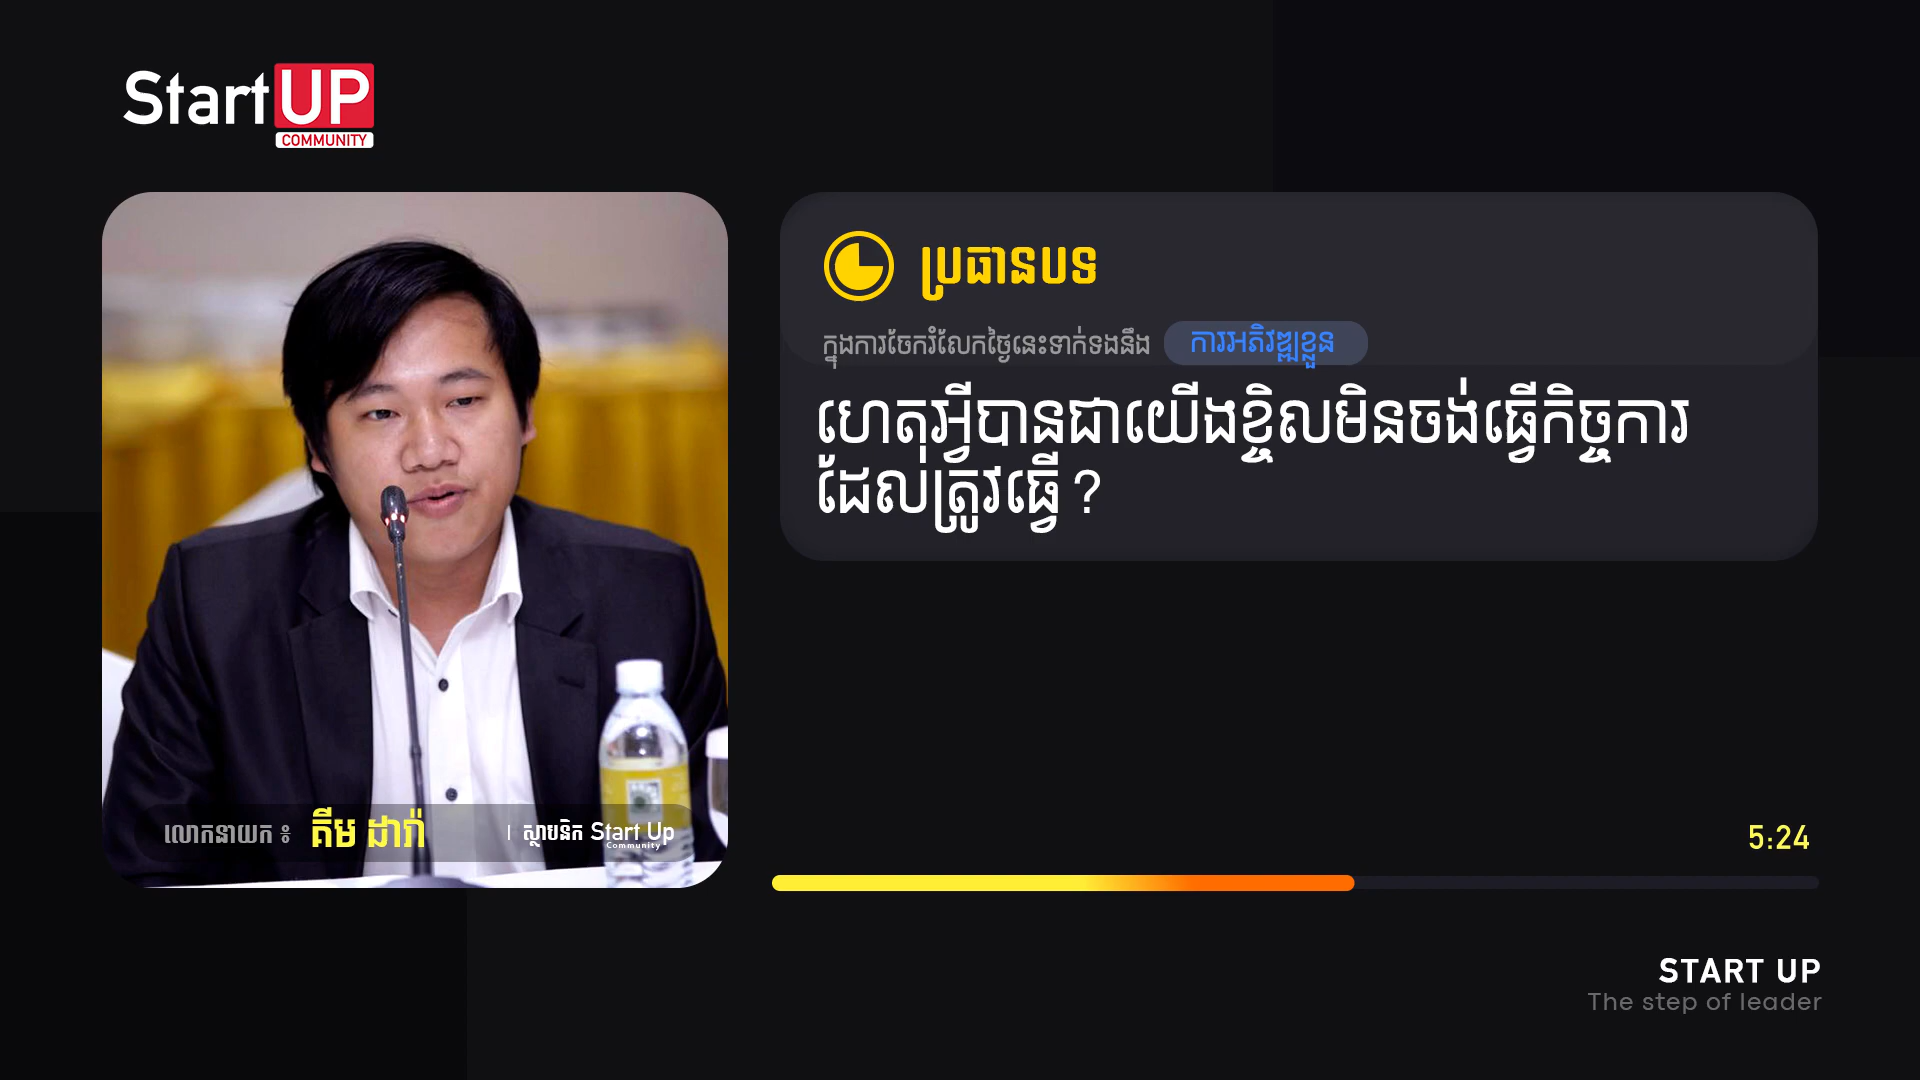 StartUP
COMMUNITY
ប្រធានបទ
ក្នុងការចែករំលែកថ្ងៃនេះទាក់ទងនឹង ការអភិវឌ្ឍខ្លួន
ហេតុអ្វីបានជាយើងខ្ជិលមិនចង់ធ្វើកិច្ចការ
ដែលត្រូវធ្វើ ?
លោកនាយក ៖ គីម ដារ៉ា | ស្ថាបនិក Start Up
Community
5:24
START UP
The step of leader